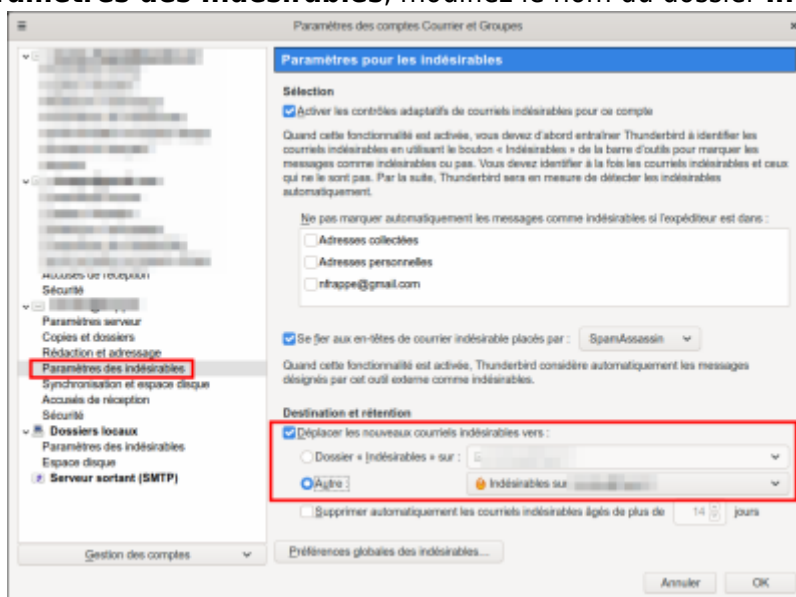 amètres des indésirables, modifiez le nom du dossier
Paramètres des comptes Courrier et Groupes
Paramètres pour les indésirables
Sélection
Activer les contrôles adaptatifs de courriels indésirables pour ce compte
Quand cette fonctionnalité est activée, vous devez d'abord entraîner Thunderbird à identifier les
courriels indésirables en utilisant le bouton « Indésirables » de la barre d'outils pour marquer les
messages comme indésirables ou pas. Vous devez identifier à la fois les courriels indésirables et ceux
qui ne le sont pas. Par la suite, Thunderbird sera en mesure de détecter les indésirables
automatiquement.
Ne pas marquer automatiquement les messages comme indésirables si l'expéditeur est dans :
Adresses collectées
Adresses personnelles
nfrappe@gmail.com
Accusés de réception
Sécurité
Paramètres serveur
Copies et dossiers
Rédaction et adressage
Paramètres des indésirables
Synchronisation et espace disque
Accusés de réception
Sécurité
Dossiers locaux
Paramètres des indésirables
Espace disque
Serveur sortant (SMTP)
Se fier aux en-têtes de courrier indésirable placés par : SpamAssassin
Quand cette fonctionnalité est activée, Thunderbird considère automatiquement les messages
désignés par cet outil externe comme indésirables.
Destination et rétention
Déplacer les nouveaux courriels indésirables vers :
Dossier « Indésirables » sur :
Autre : Indésirables sur
Supprimer automatiquement les courriels indésirables âgés de plus de 14 jours
Gestion des comptes
Préférences globales des indésirables...
Annuler OK